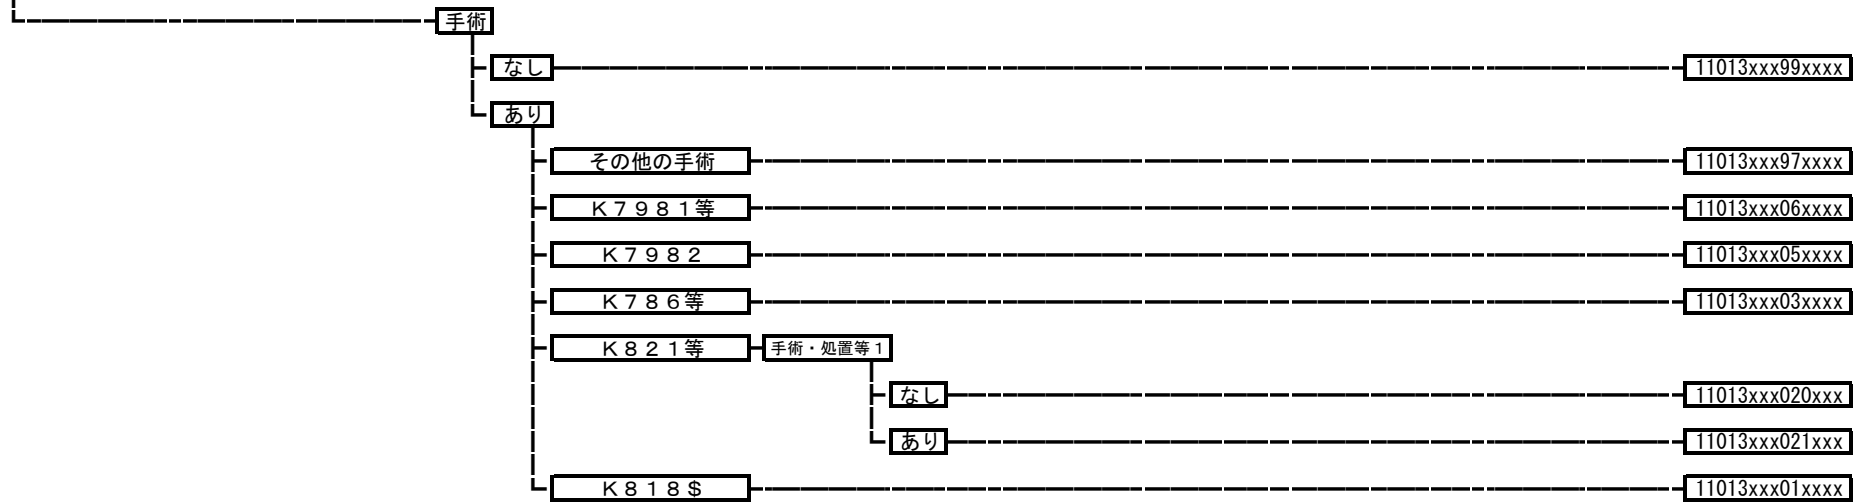 手術
なし 11013xxx99xxxx
あり
その他の手術 11013xxx97xxxx
K7981等 11013xxx06xxxx
K7982 11013xxx05xxxx
K786等 11013xxx03xxxx
K821等 手術・処置等1
なし 11013xxx020xxx
あり 11013xxx021xxx
K818$ 11013xxx01xxxx